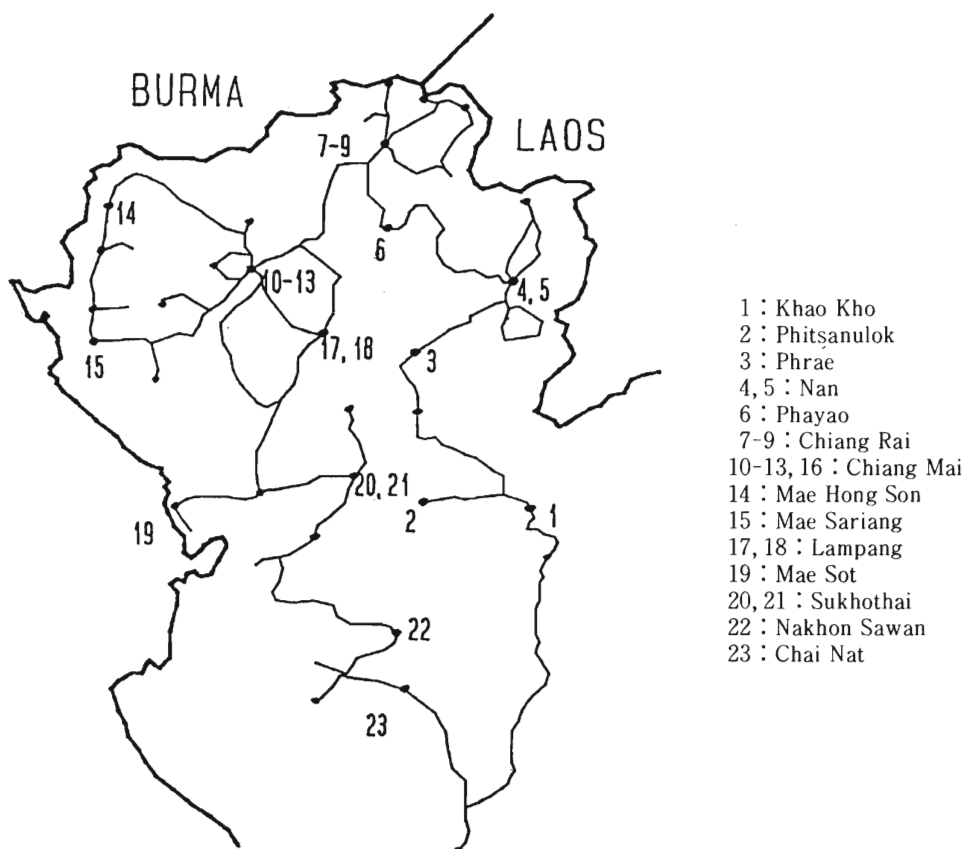 BURMA
LAOS
7-9
14
6
10-13
4, 5
17, 18
3
15
20, 21
2
1
19
22
23
1 : Khao Kho
2 : Phitsanulok
3 : Phrae
4, 5 : Nan
6 : Phayao
7-9 : Chiang Rai
10-13, 16 : Chiang Mai
14 : Mae Hong Son
15 : Mae Sariang
17, 18 : Lampang
19 : Mae Sot
20, 21 : Sukhothai
22 : Nakhon Sawan
23 : Chai Nat